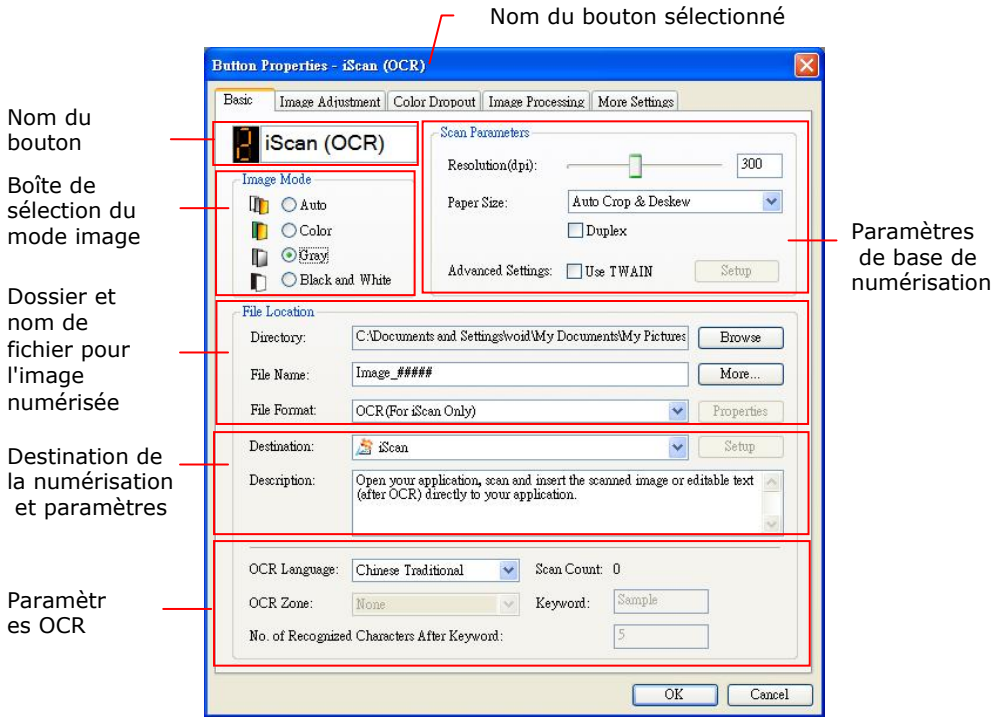 Nom du bouton sélectionné
Button Properties - iScan (OCR)
Basic Image Adjustment Color Dropout Image Processing More Settings
Nom du
bouton
2 iScan (OCR)
Boîte de
sélection du
mode image
Image Mode
Auto
Color
Gray
Black and White
Scan Parameters
Resolution(dpi): 300
Paper Size: Auto Crop & Deskew
Duplex
Advanced Settings: Use TWAIN Setup
Paramètres
de base de
numérisation
Dossier et
nom de
fichier pour
l'image
numérisée
File Location
Directory: C:\Documents and Settings\void\My Documents\My Pictures Browse
File Name: Image_##### More...
File Format: OCR(For iScan Only) Properties
Destination de
la numérisation
et paramètres
Destination: iScan Setup
Description: Open your application, scan and insert the scanned image or editable text
(after OCR) directly to your application.
Paramètr
es OCR
OCR Language: Chinese Traditional Scan Count: 0
OCR Zone: None Keyword: Sample
No. of Recognized Characters After Keyword: 5
OK Cancel